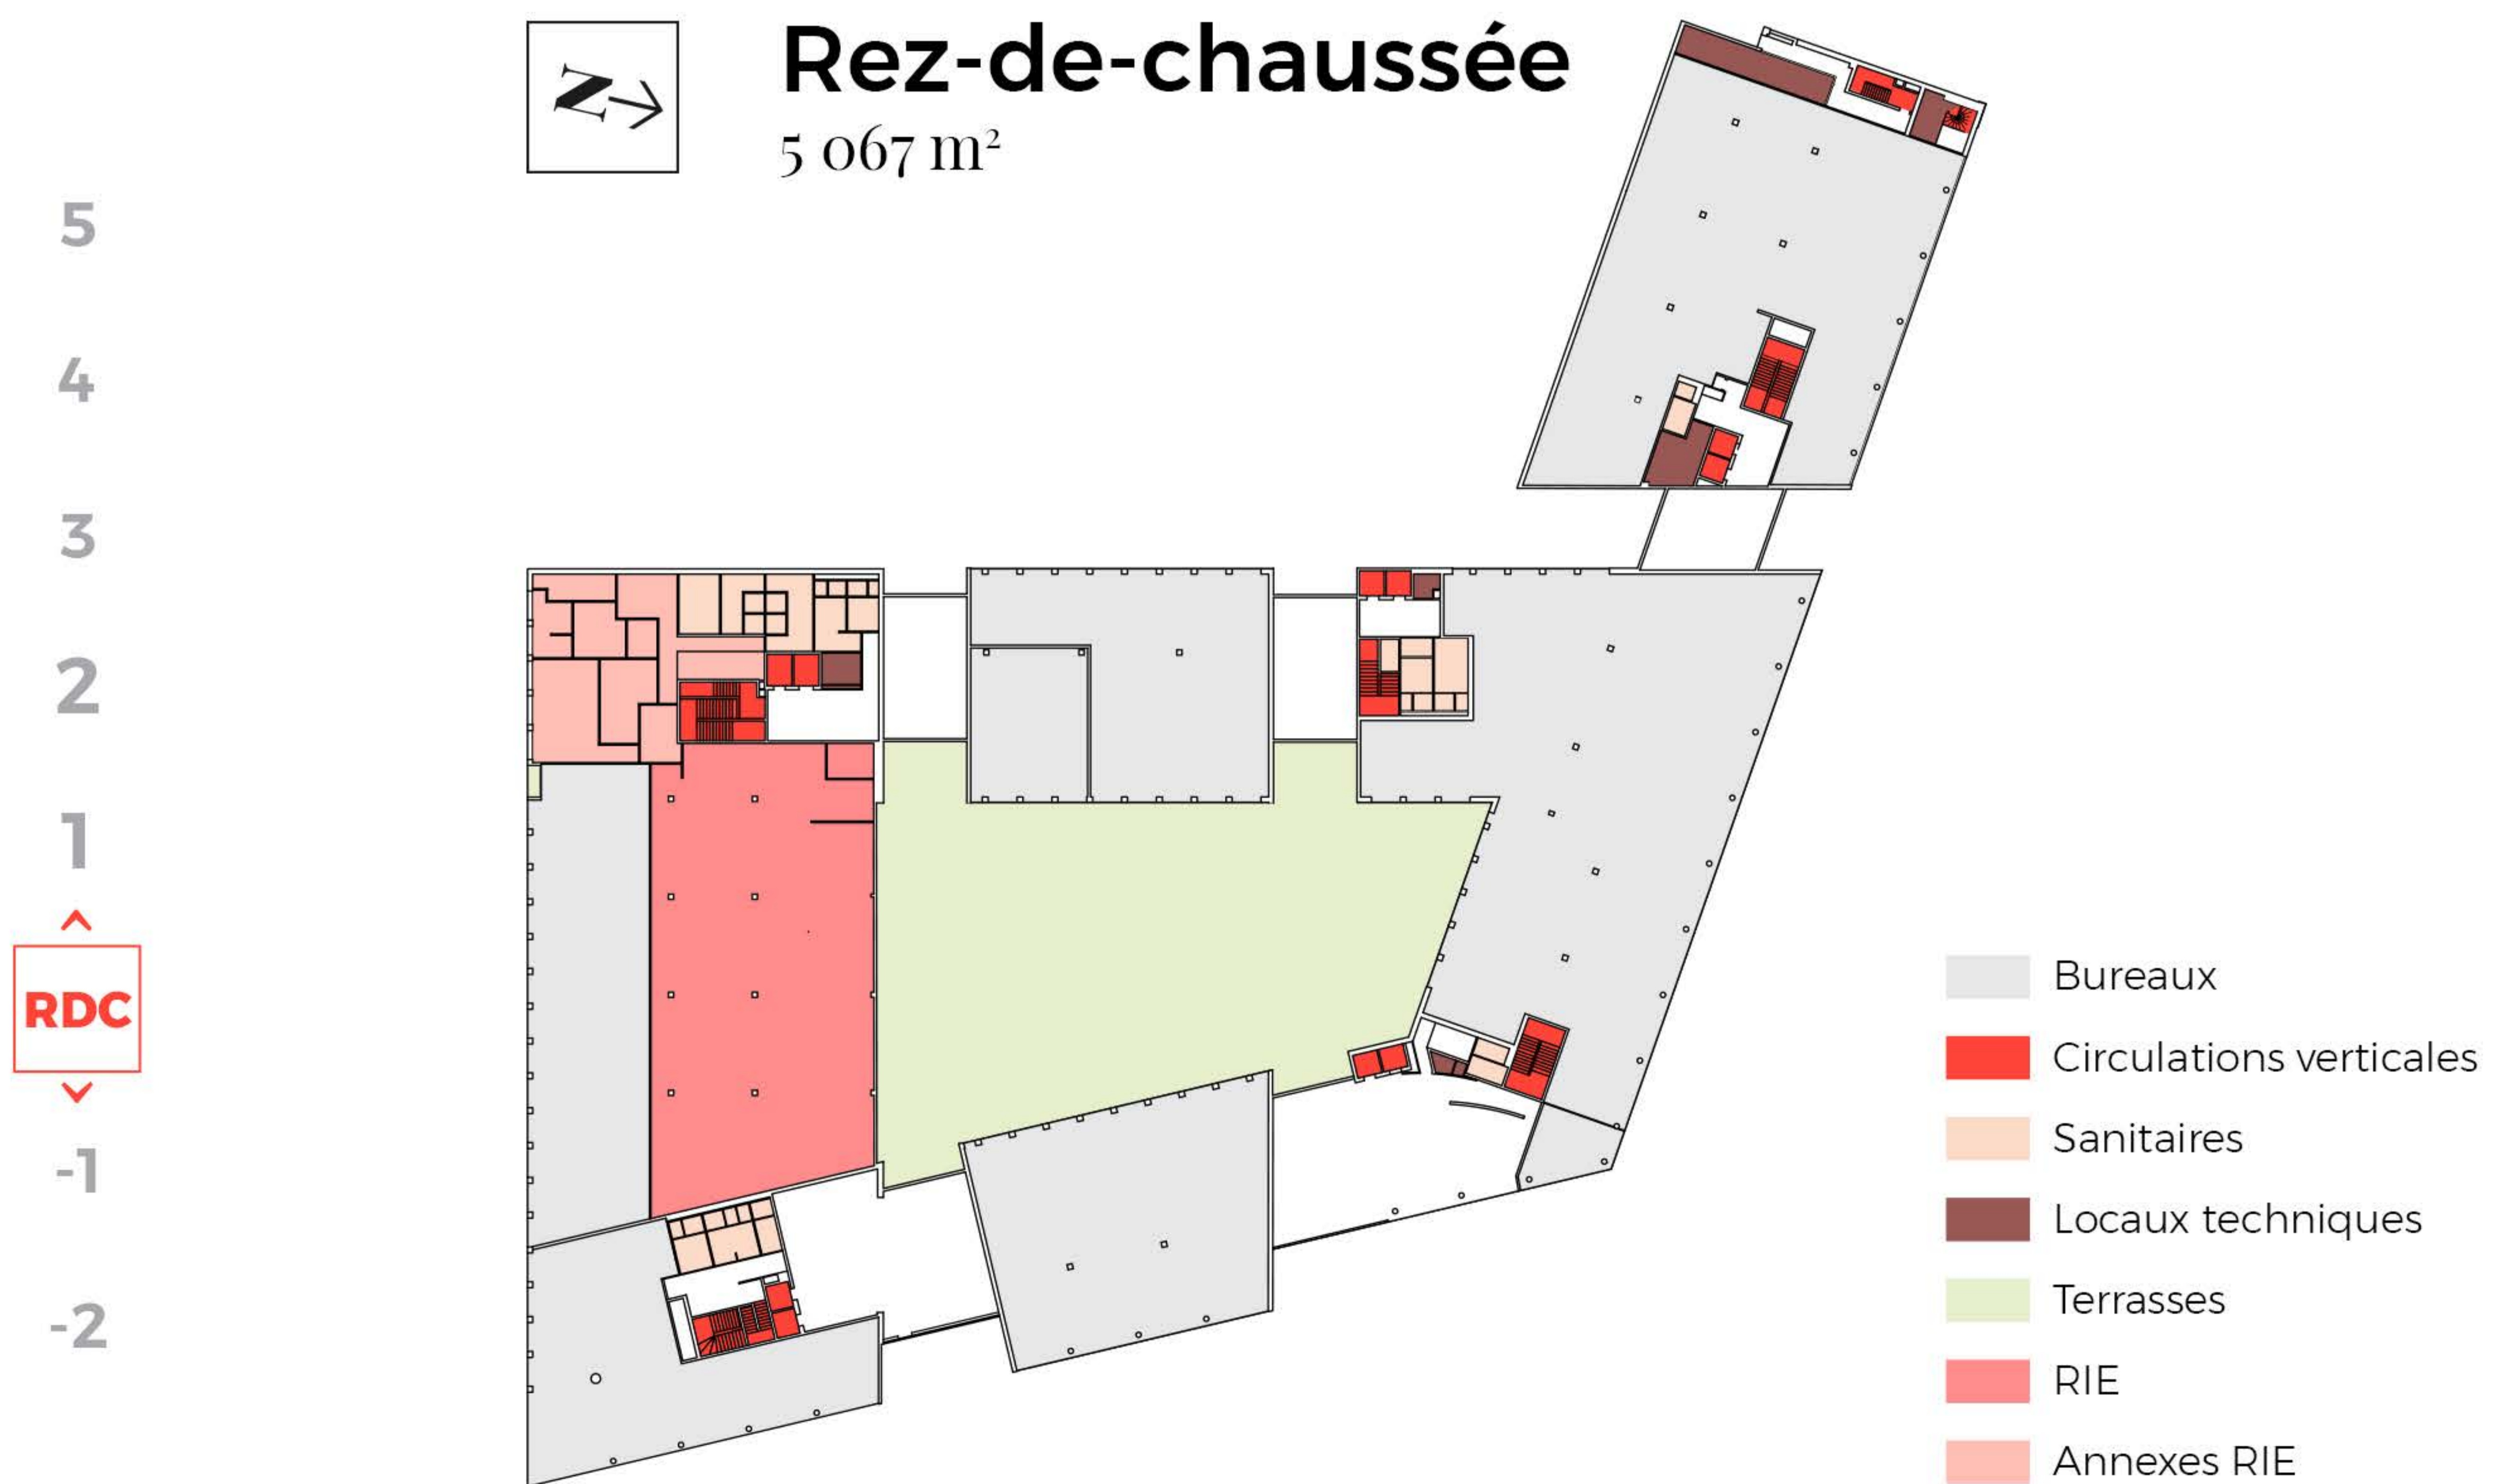 N
Rez-de-chaussée
5 067 m²
5
4
3
2
1
RDC
-1
-2
Bureaux
Circulations verticales
Sanitaires
Locaux techniques
Terrasses
RIE
Annexes RIE